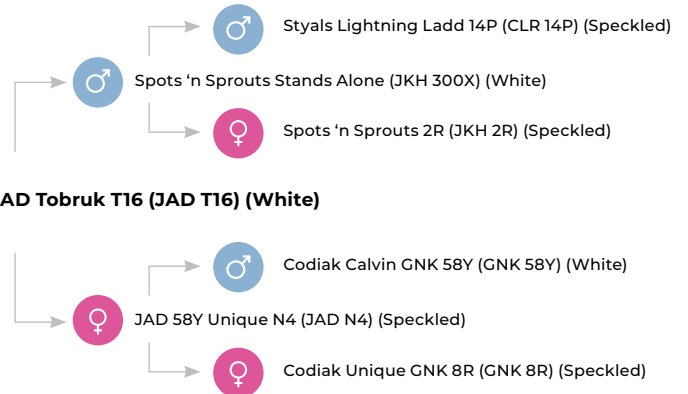 Styals Lightning Ladd 14P (CLR 14P) (Speckled)
Spots ‘n Sprouts Stands Alone (JKH 300X) (White)
Spots ‘n Sprouts 2R (JKH 2R) (Speckled)
AD Tobruk T16 (JAD T16) (White)
Codiak Calvin GNK 58Y (GNK 58Y) (White)
JAD 58Y Unique N4 (JAD N4) (Speckled)
Codiak Unique GNK 8R (GNK 8R) (Speckled)